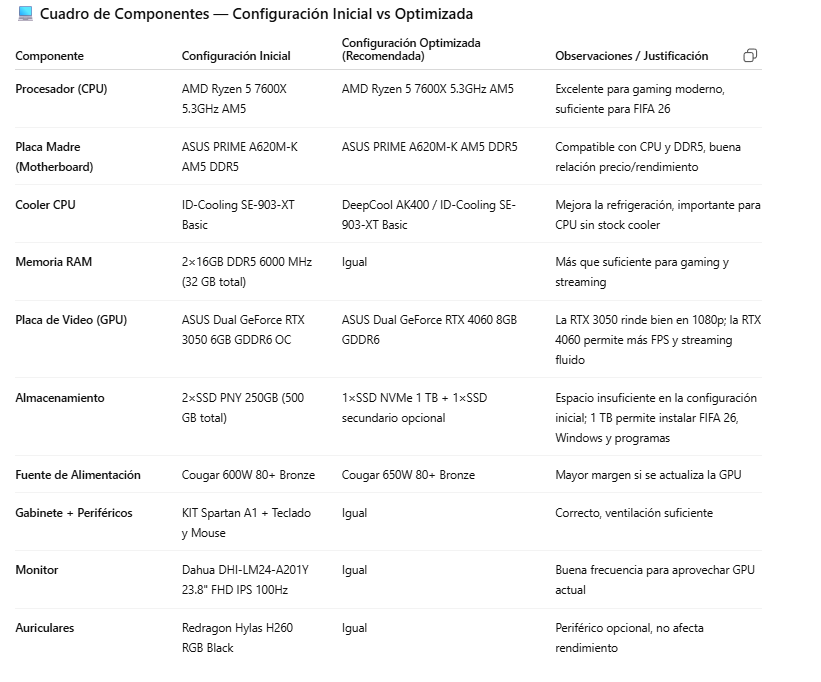 Cuadro de Componentes — Configuración Inicial vs Optimizada
Componente
Configuración Inicial
Configuración Optimizada
(Recomendada)
Observaciones / Justificación
Procesador (CPU)
AMD Ryzen 5 7600X
5.3GHz AM5
AMD Ryzen 5 7600X 5.3GHz AM5
Excelente para gaming moderno,
suficiente para FIFA 26
Placa Madre
(Motherboard)
ASUS PRIME A620M-K
AM5 DDR5
ASUS PRIME A620M-K AM5 DDR5
Compatible con CPU y DDR5, buena
relación precio/rendimiento
Cooler CPU
ID-Cooling SE-903-XT
Basic
DeepCool AK400 / ID-Cooling SE-
903-XT Basic
Mejora la refrigeración, importante para
CPU sin stock cooler
Memoria RAM
2×16GB DDR5 6000 MHz
(32 GB total)
Igual
Más que suficiente para gaming y
streaming
Placa de Video (GPU)
ASUS Dual GeForce RTX
3050 6GB GDDR6 OC
ASUS Dual GeForce RTX 4060 8GB
GDDR6
La RTX 3050 rinde bien en 1080p; la RTX
4060 permite más FPS y streaming
fluido
Almacenamiento
2×SSD PNY 250GB (500
GB total)
1×SSD NVMe 1 TB + 1×SSD
secundario opcional
Espacio insuficiente en la configuración
inicial; 1 TB permite instalar FIFA 26,
Windows y programas
Fuente de Alimentación
Cougar 600W 80+ Bronze
Cougar 650W 80+ Bronze
Mayor margen si se actualiza la GPU
Gabinete + Periféricos
KIT Spartan A1 + Teclado
y Mouse
Igual
Correcto, ventilación suficiente
Monitor
Dahua DHI-LM24-A201Y
23.8" FHD IPS 100Hz
Igual
Buena frecuencia para aprovechar GPU
actual
Auriculares
Redragon Hylas H260
RGB Black
Igual
Periférico opcional, no afecta
rendimiento